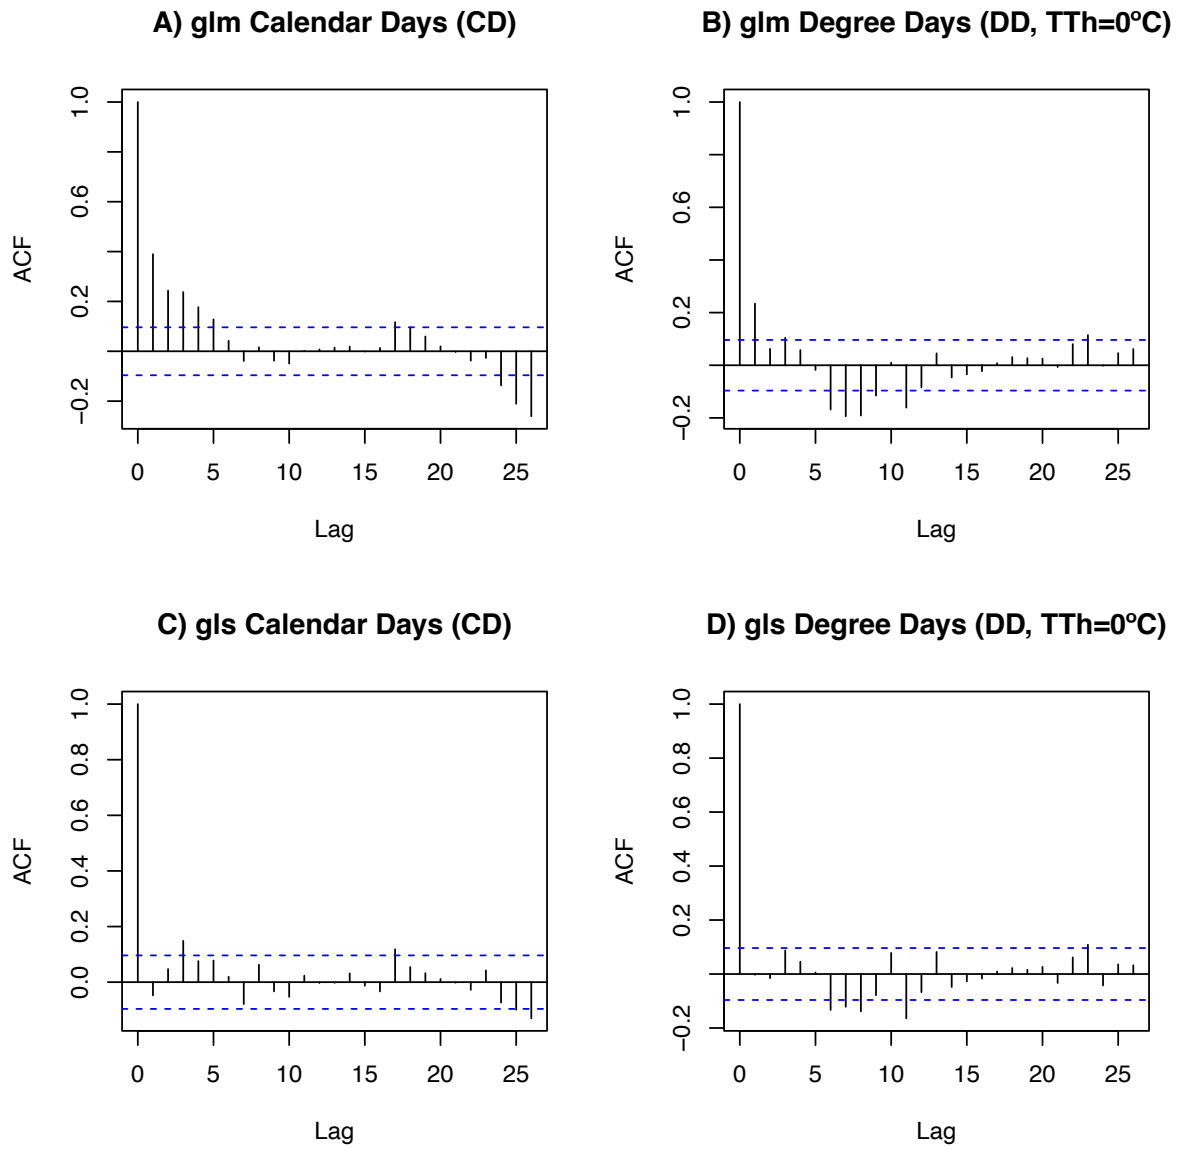 A) glm Calendar Days (CD)
ACF
1.0
0.6
0.2
−0.2
0 5 10 15 20 25
Lag
B) glm Degree Days (DD, TTh=0ºC)
ACF
1.0
0.6
0.2
−0.2
0 5 10 15 20 25
Lag
C) gls Calendar Days (CD)
ACF
1.0
0.8
0.6
0.4
0.2
0.0
0 5 10 15 20 25
Lag
D) gls Degree Days (DD, TTh=0ºC)
ACF
1.0
0.8
0.6
0.4
0.2
−0.2
0 5 10 15 20 25
Lag